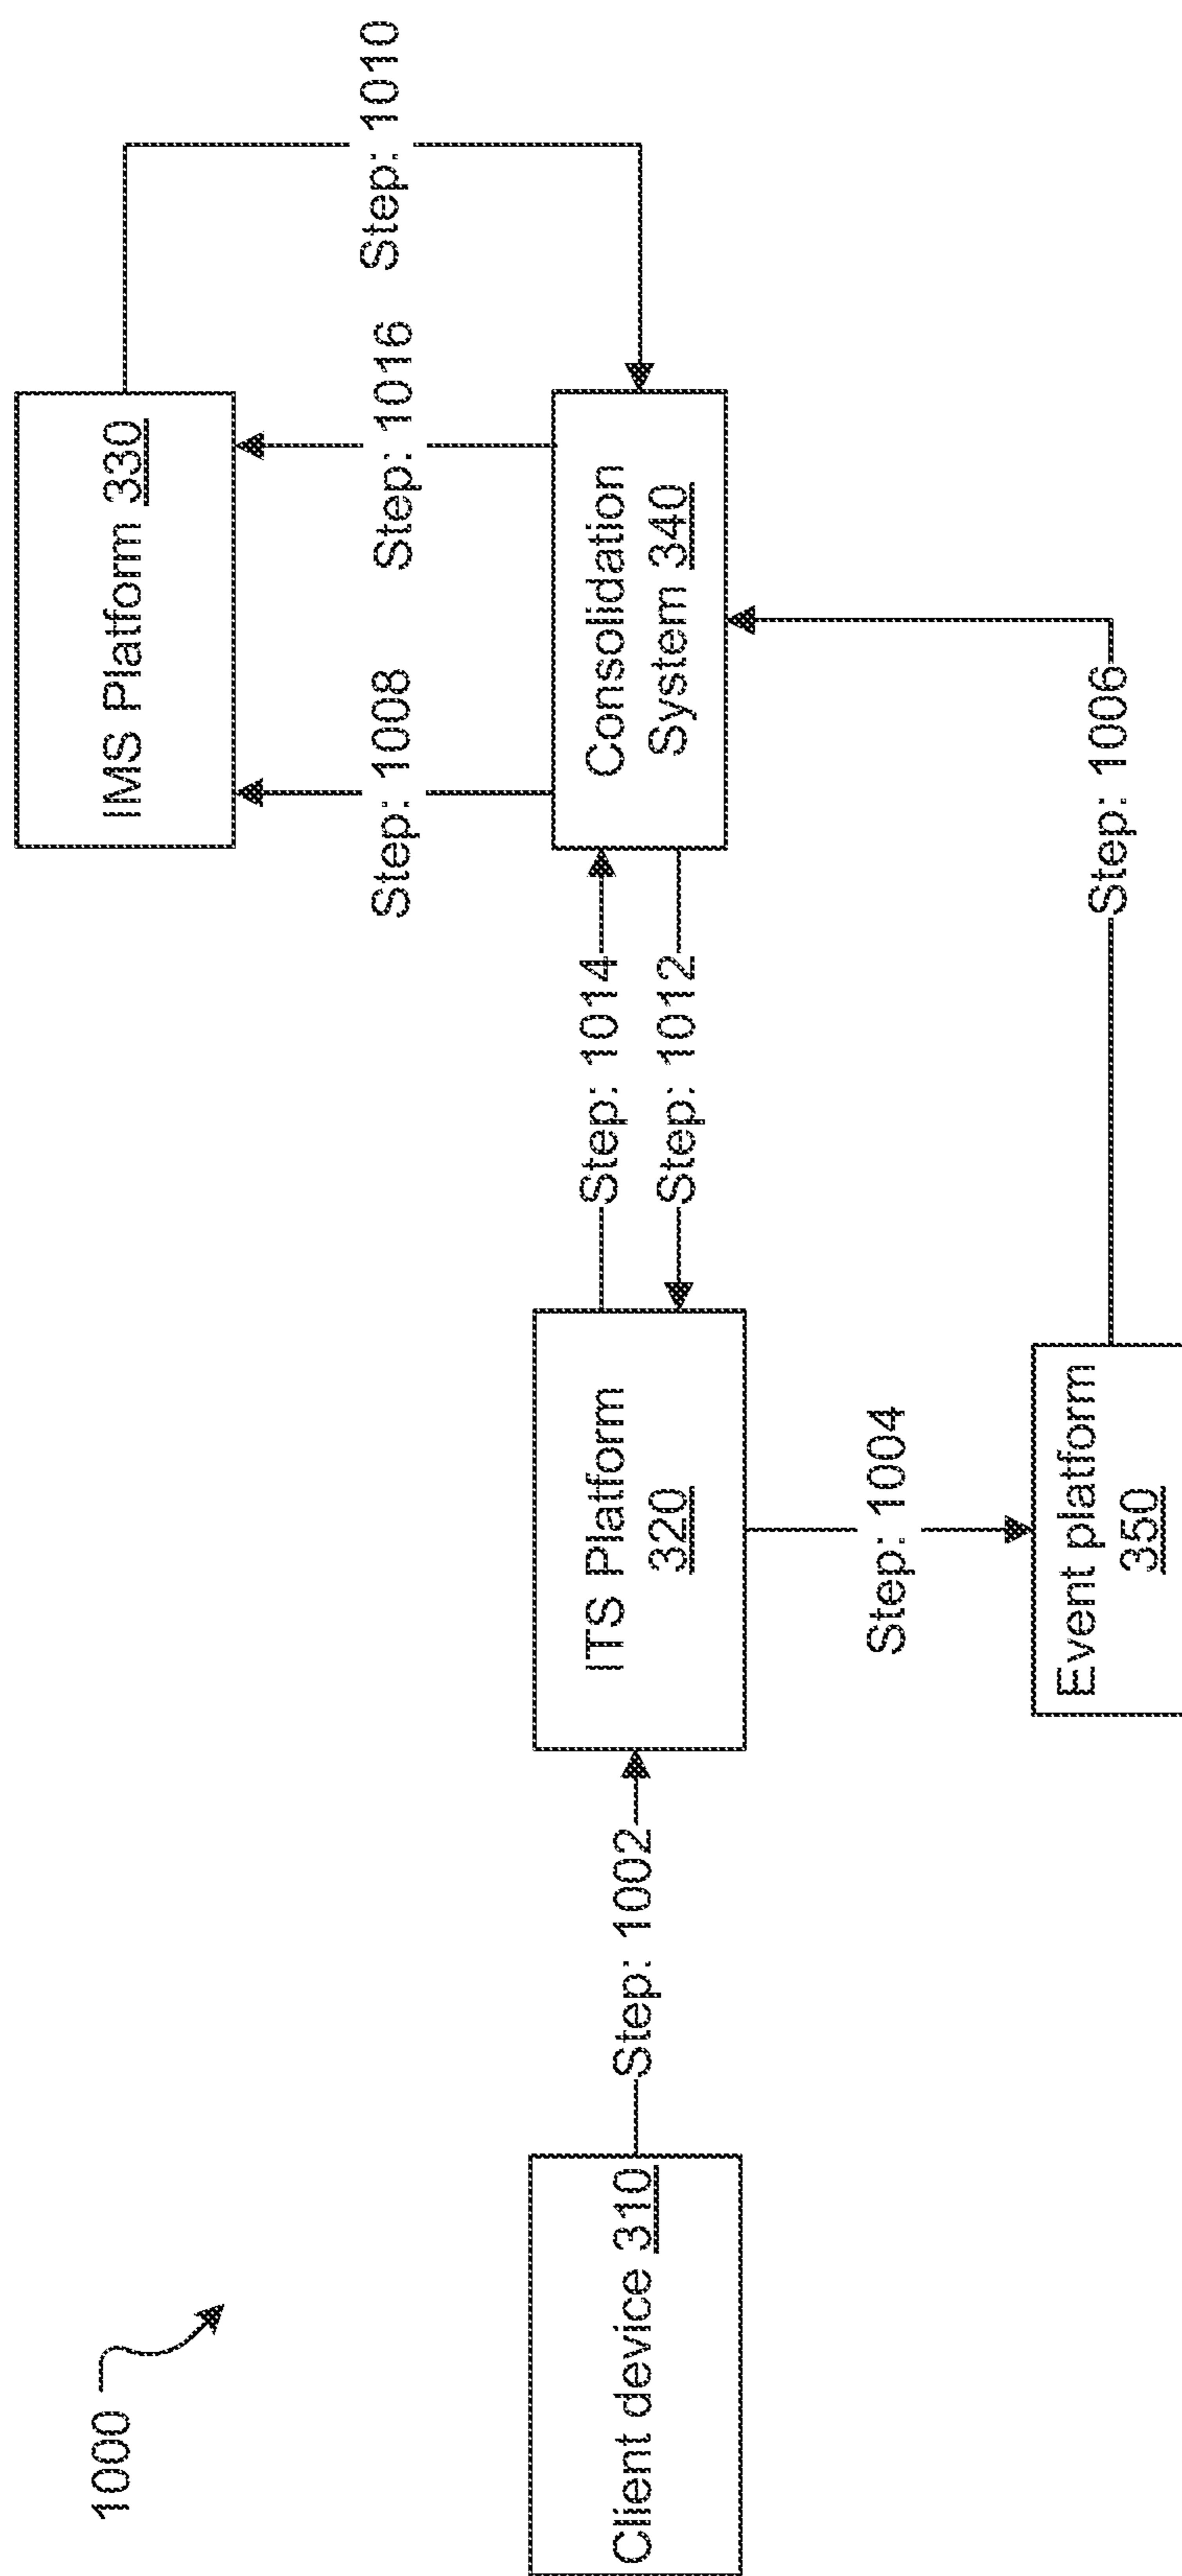 1000
IMS Platform 330
Step: 1008
Step: 1016
Step: 1010
Client device 310
Step: 1002
ITS Platform
320
Step: 1014
Step: 1012
Consolidation
System 340
Step: 1004
Step: 1006
Event platform
350